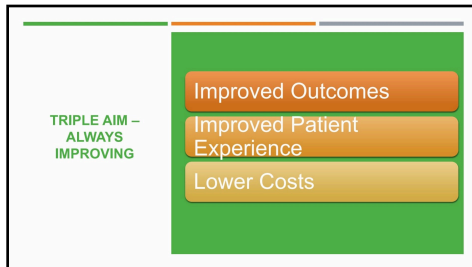 TRIPLE AIM –
ALWAYS
IMPROVING
Improved Outcomes
Improved Patient
Experience
Lower Costs